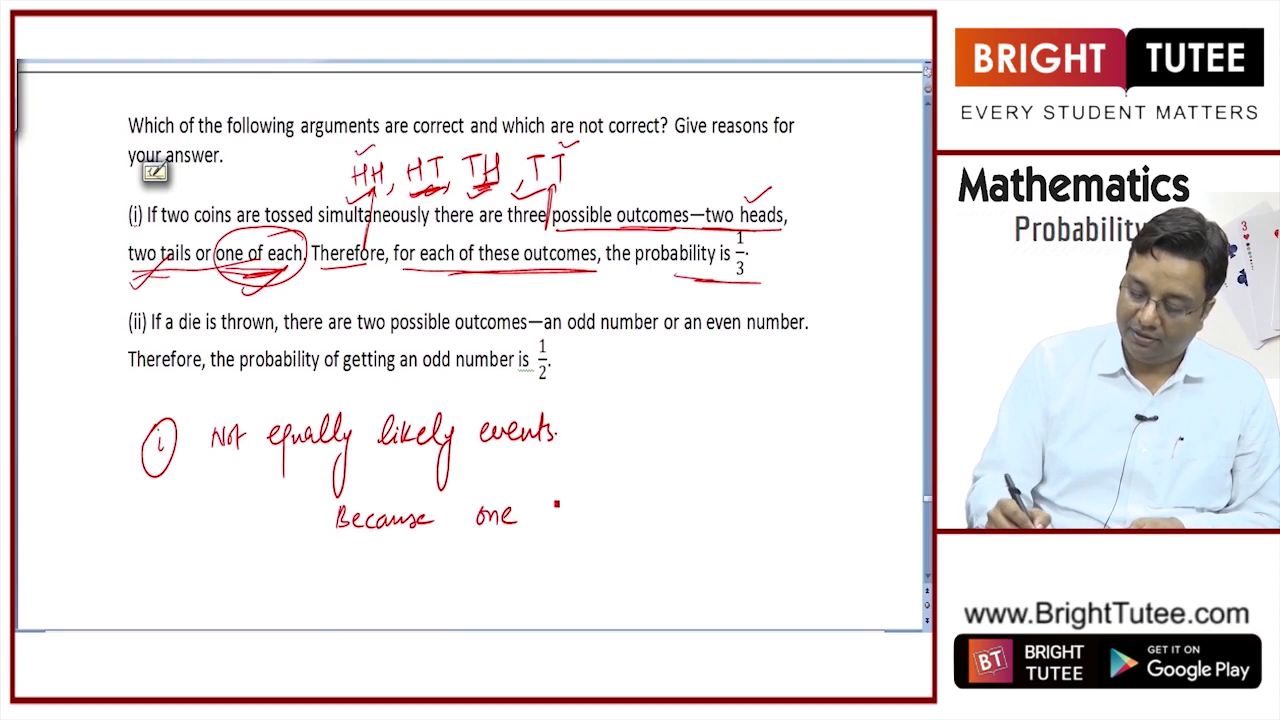 BRIGHT TUTEE
EVERY STUDENT MATTERS
Mathematics
Probability
Which of the following arguments are correct and which are not correct? Give reasons for
your answer.
HH, HT, TH, TT
(i) If two coins are tossed simultaneously there are three possible outcomes—two heads,
two tails or one of each. Therefore, for each of these outcomes, the probability is 1/3.
(ii) If a die is thrown, there are two possible outcomes—an odd number or an even number.
Therefore, the probability of getting an odd number is 1/2.
(i) Not equally likely events.
Because one
www.BrightTutee.com
BT BRIGHT TUTEE
GET IT ON
Google Play